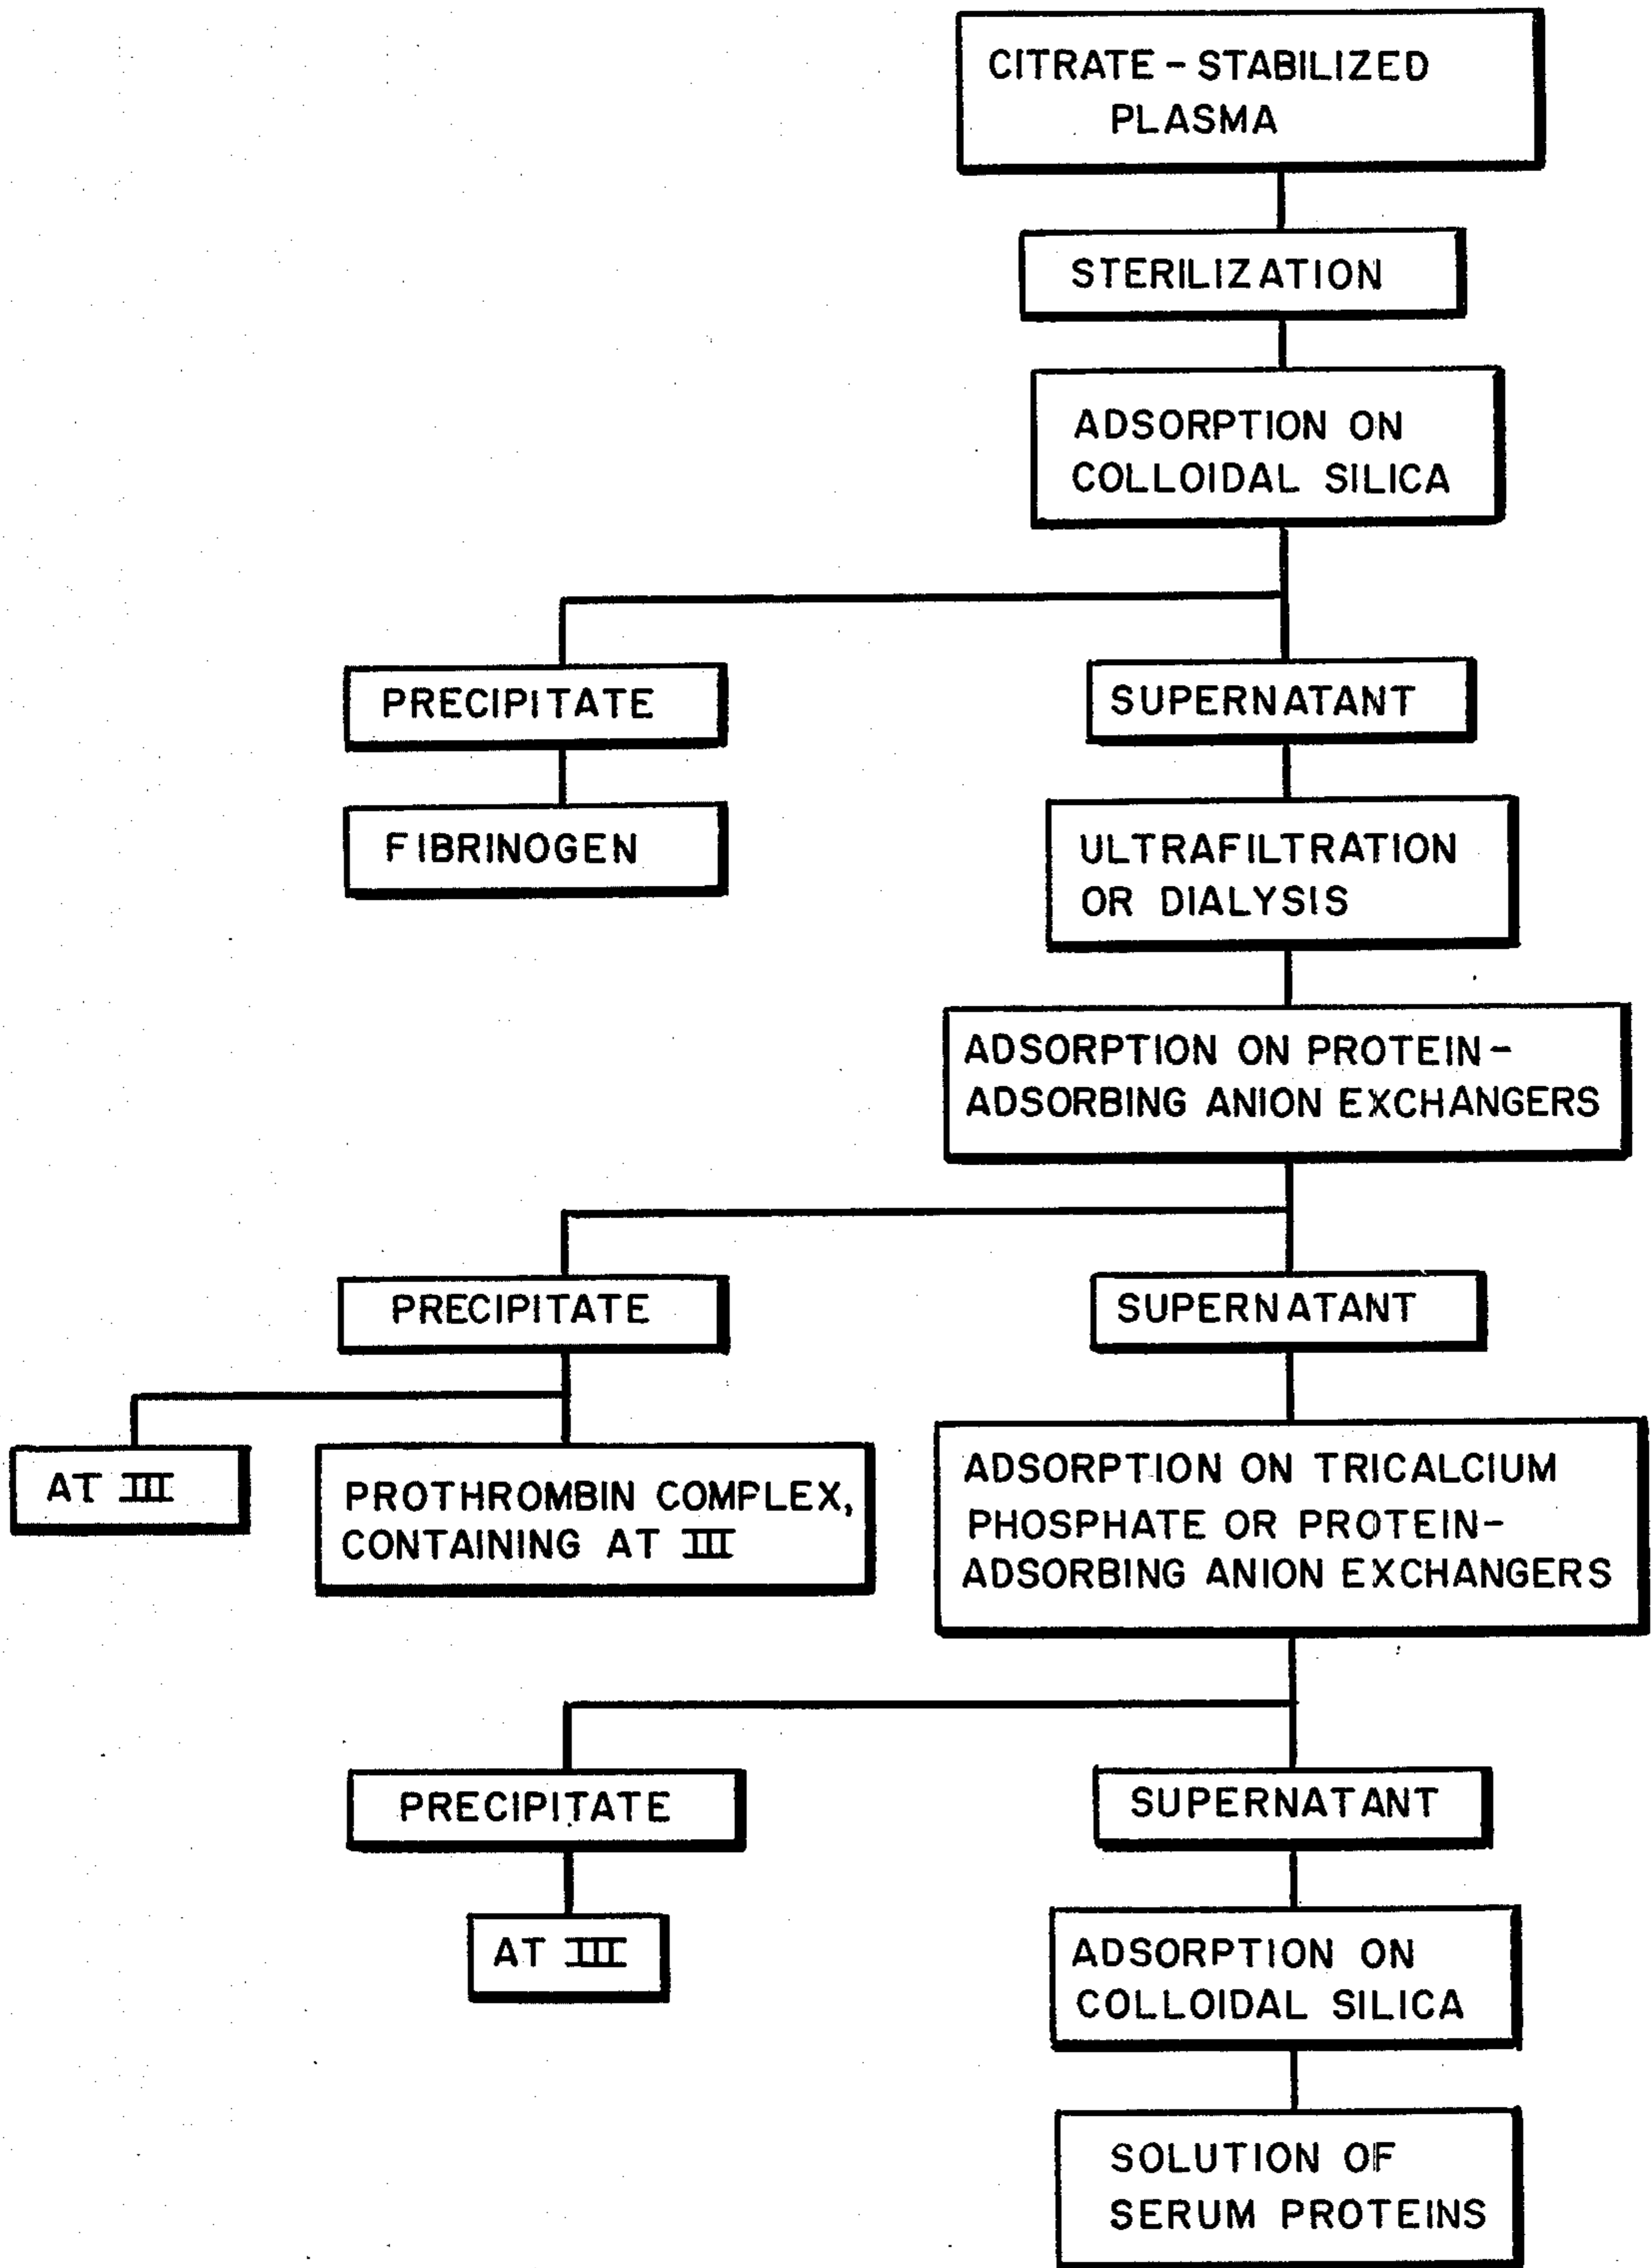 CITRATE - STABILIZED
PLASMA
STERILIZATION
ADSORPTION ON
COLLOIDAL SILICA
PRECIPITATE
SUPERNATANT
FIBRINOGEN
ULTRAFILTRATION
OR DIALYSIS
ADSORPTION ON PROTEIN-
ADSORBING ANION EXCHANGERS
PRECIPITATE
SUPERNATANT
AT III
PROTHROMBIN COMPLEX,
CONTAINING AT III
ADSORPTION ON TRICALCIUM
PHOSPHATE OR PROTEIN-
ADSORBING ANION EXCHANGERS
PRECIPITATE
SUPERNATANT
AT III
ADSORPTION ON
COLLOIDAL SILICA
SOLUTION OF
SERUM PROTEINS